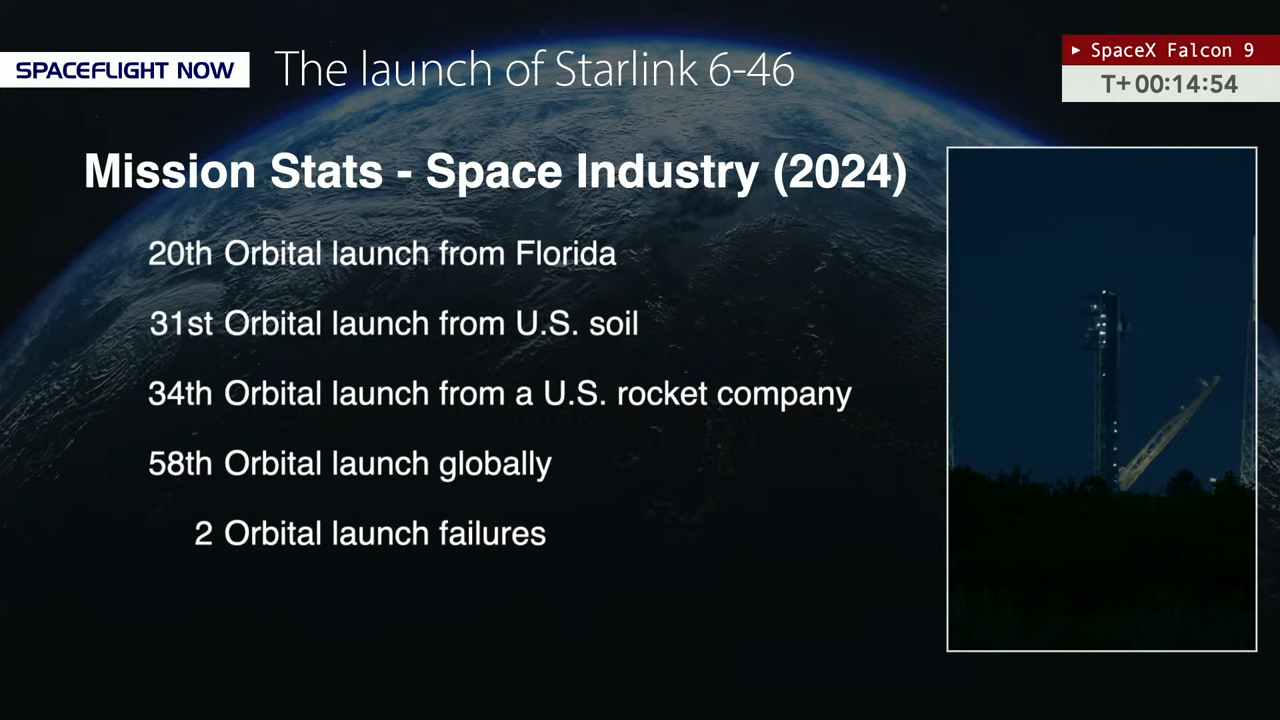 SPACEFLIGHT NOW
The launch of Starlink 6-46
SpaceX Falcon 9
T+00:14:54
Mission Stats - Space Industry (2024)
20th Orbital launch from Florida
31st Orbital launch from U.S. soil
34th Orbital launch from a U.S. rocket company
58th Orbital launch globally
2 Orbital launch failures